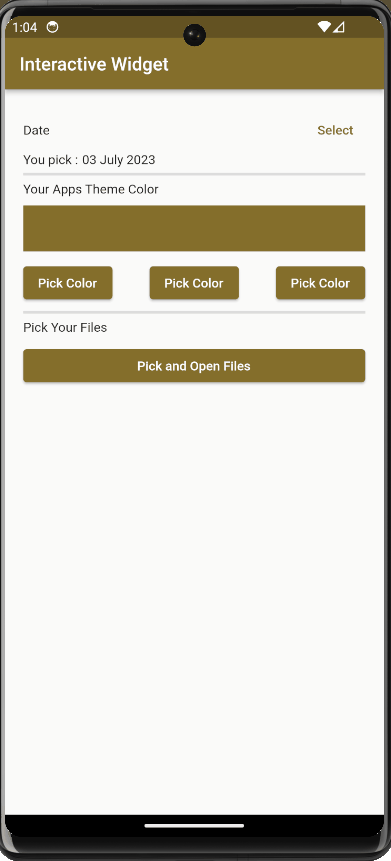 1:04
Interactive Widget
Date Select
You pick : 03 July 2023
Your Apps Theme Color
Pick Color Pick Color Pick Color
Pick Your Files
Pick and Open Files